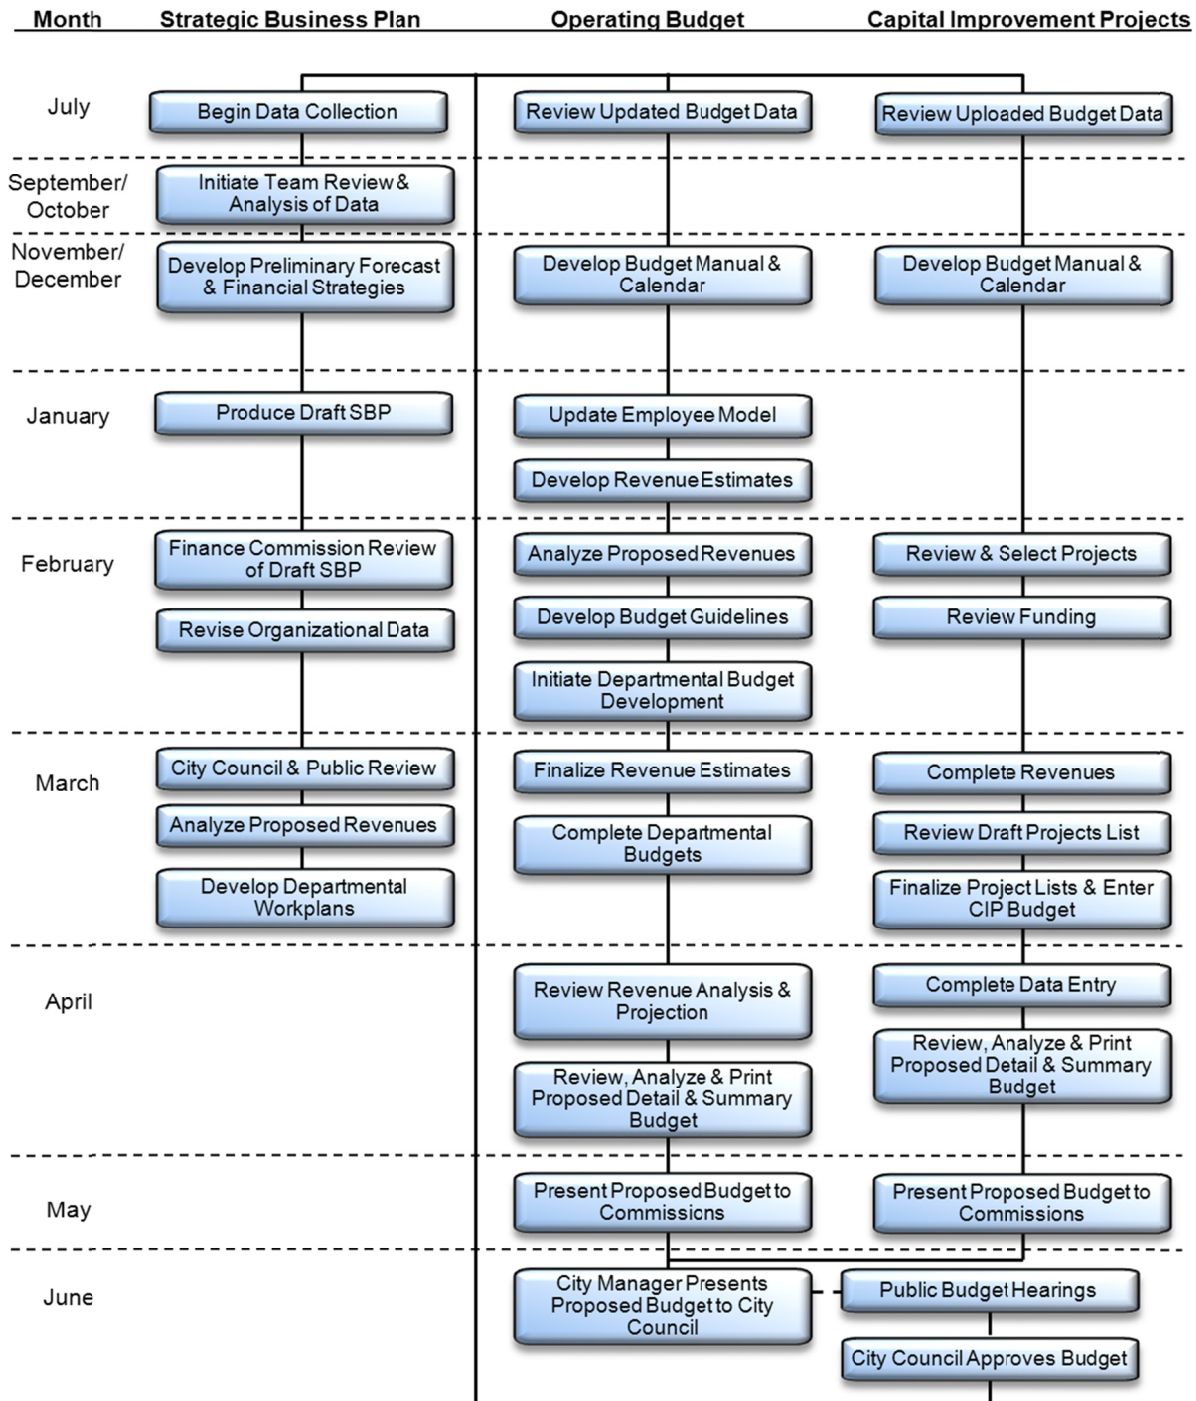 Month Strategic Business Plan Operating Budget Capital Improvement Projects
July
Begin Data Collection
Review Updated Budget Data
Review Uploaded Budget Data
September/
October
Initiate Team Review &
Analysis of Data
November/
December
Develop Preliminary Forecast
& Financial Strategies
Develop Budget Manual &
Calendar
Develop Budget Manual &
Calendar
January
Produce Draft SBP
Update Employee Model
Develop Revenue Estimates
February
Finance Commission Review
of Draft SBP
Revise Organizational Data
Analyze Proposed Revenues
Develop Budget Guidelines
Initiate Departmental Budget
Development
Review & Select Projects
Review Funding
March
City Council & Public Review
Analyze Proposed Revenues
Develop Departmental
Workplans
Finalize Revenue Estimates
Complete Departmental
Budgets
Complete Revenues
Review Draft Projects List
Finalize Project Lists & Enter
CIP Budget
April
Review Revenue Analysis &
Projection
Review, Analyze & Print
Proposed Detail & Summary
Budget
Complete Data Entry
Review, Analyze & Print
Proposed Detail & Summary
Budget
May
Present Proposed Budget to
Commissions
Present Proposed Budget to
Commissions
June
City Manager Presents
Proposed Budget to City
Council
Public Budget Hearings
City Council Approves Budget